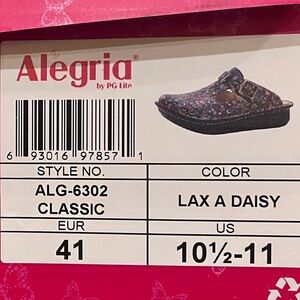 Alegria®
by PG Lite
6 93016 97857 1
STYLE NO.
ALG-6302
CLASSIC
COLOR
LAX A DAISY
EUR
41
US
10½-11